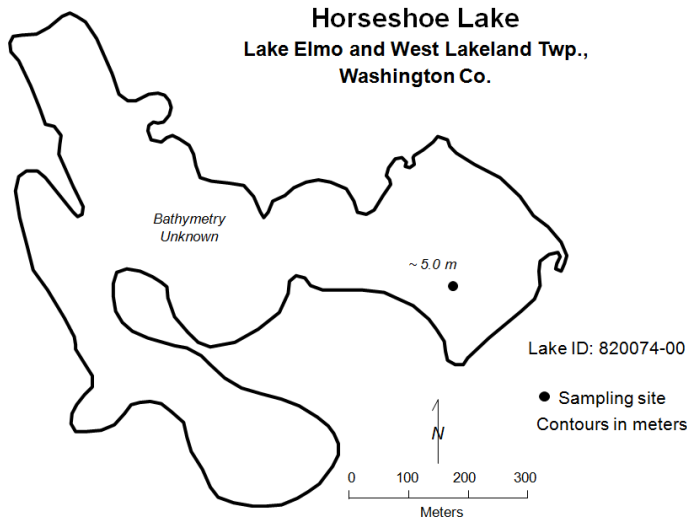 Horseshoe Lake
Lake Elmo and West Lakeland Twp.,
Washington Co.
Bathymetry
Unknown
~ 5.0 m
Lake ID: 820074-00
Sampling site
Contours in meters
N
0 100 200 300
Meters